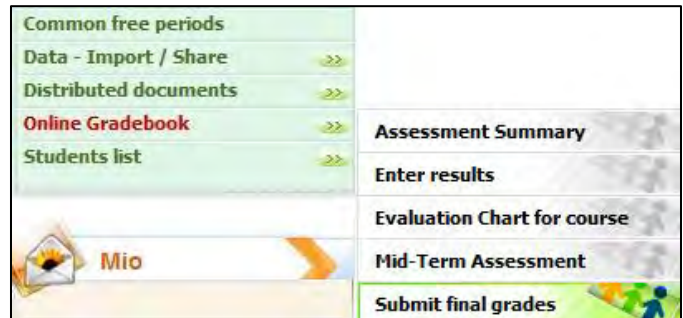 Common free periods
Data - Import / Share >>
Distributed documents >>
Online Gradebook >>
Students list >>
Mio
Assessment Summary
Enter results
Evaluation Chart for course
Mid-Term Assessment
Submit final grades